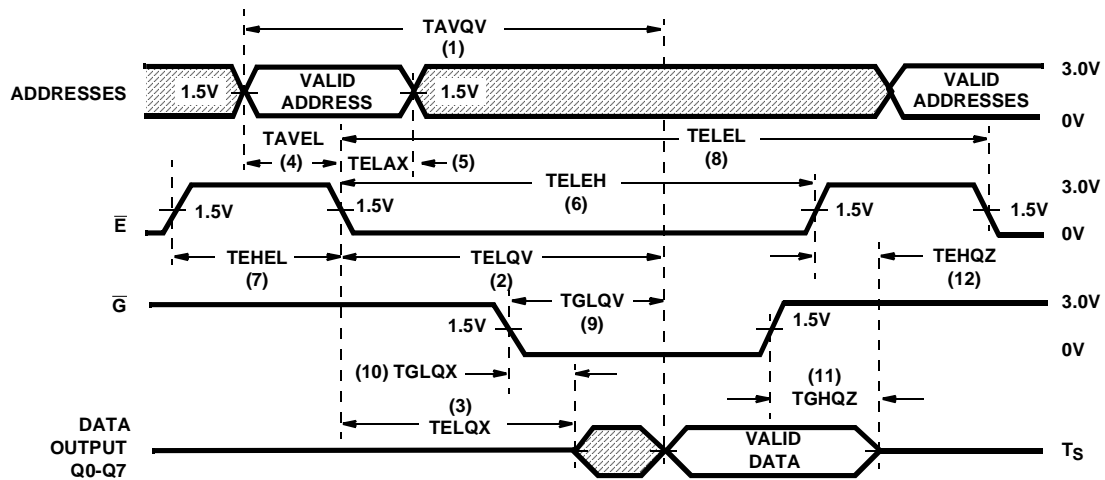 TAVQV
(1)
ADDRESSES
1.5V
VALID
ADDRESS
1.5V
VALID
ADDRESSES
3.0V
0V
TAVEL
(4)
TELAX
(5)
TELEL
(8)
TELEH
(6)
E
1.5V
1.5V
1.5V
1.5V
3.0V
0V
TEHEL
(7)
TELQV
(2)
TEHQZ
(12)
G
TGLQV
(9)
1.5V
1.5V
3.0V
0V
(10) TGLQX
(11)
TGHQZ
(3)
TELQX
DATA
OUTPUT
Q0-Q7
VALID
DATA
TS